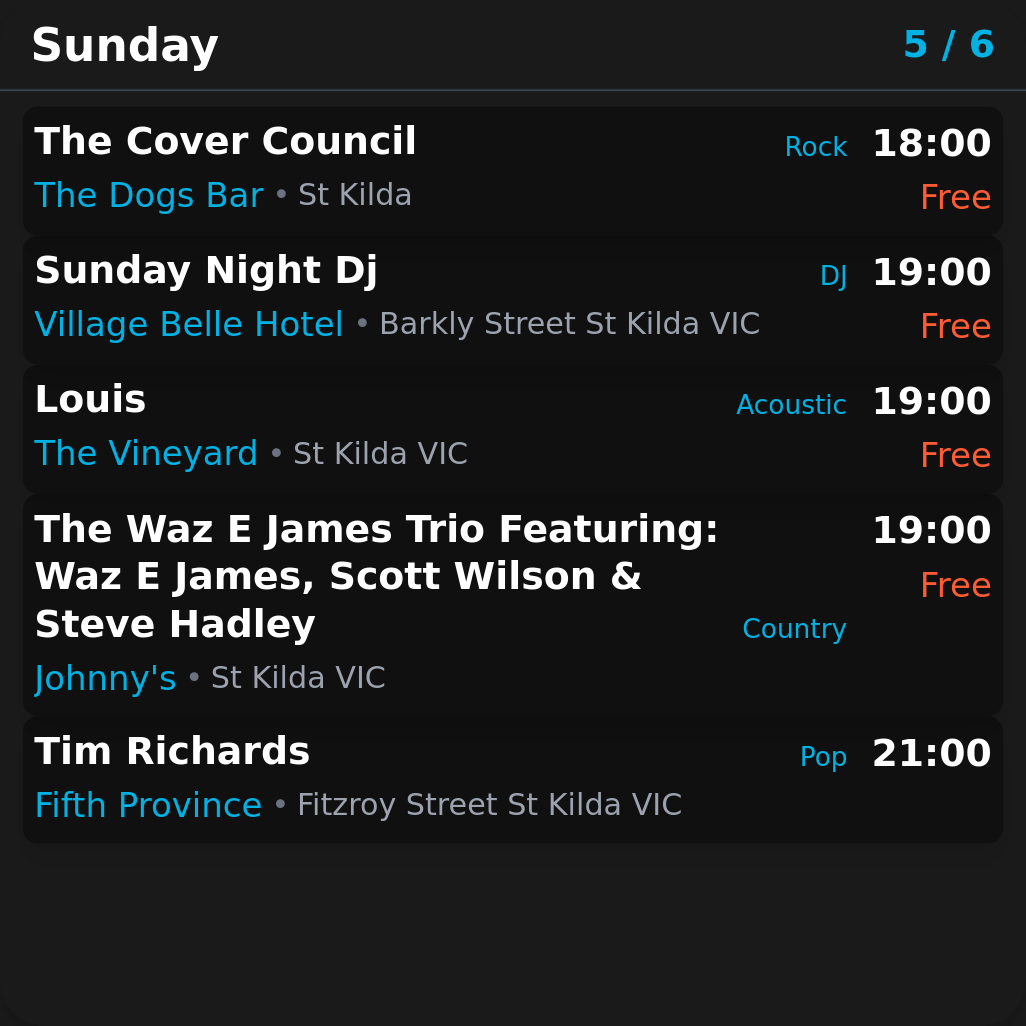 Sunday 5 / 6
The Cover Council Rock 18:00
The Dogs Bar • St Kilda Free
Sunday Night Dj DJ 19:00
Village Belle Hotel • Barkly Street St Kilda VIC Free
Louis Acoustic 19:00
The Vineyard • St Kilda VIC Free
The Waz E James Trio Featuring: 19:00
Waz E James, Scott Wilson & Free
Steve Hadley Country
Johnny's • St Kilda VIC
Tim Richards Pop 21:00
Fifth Province • Fitzroy Street St Kilda VIC